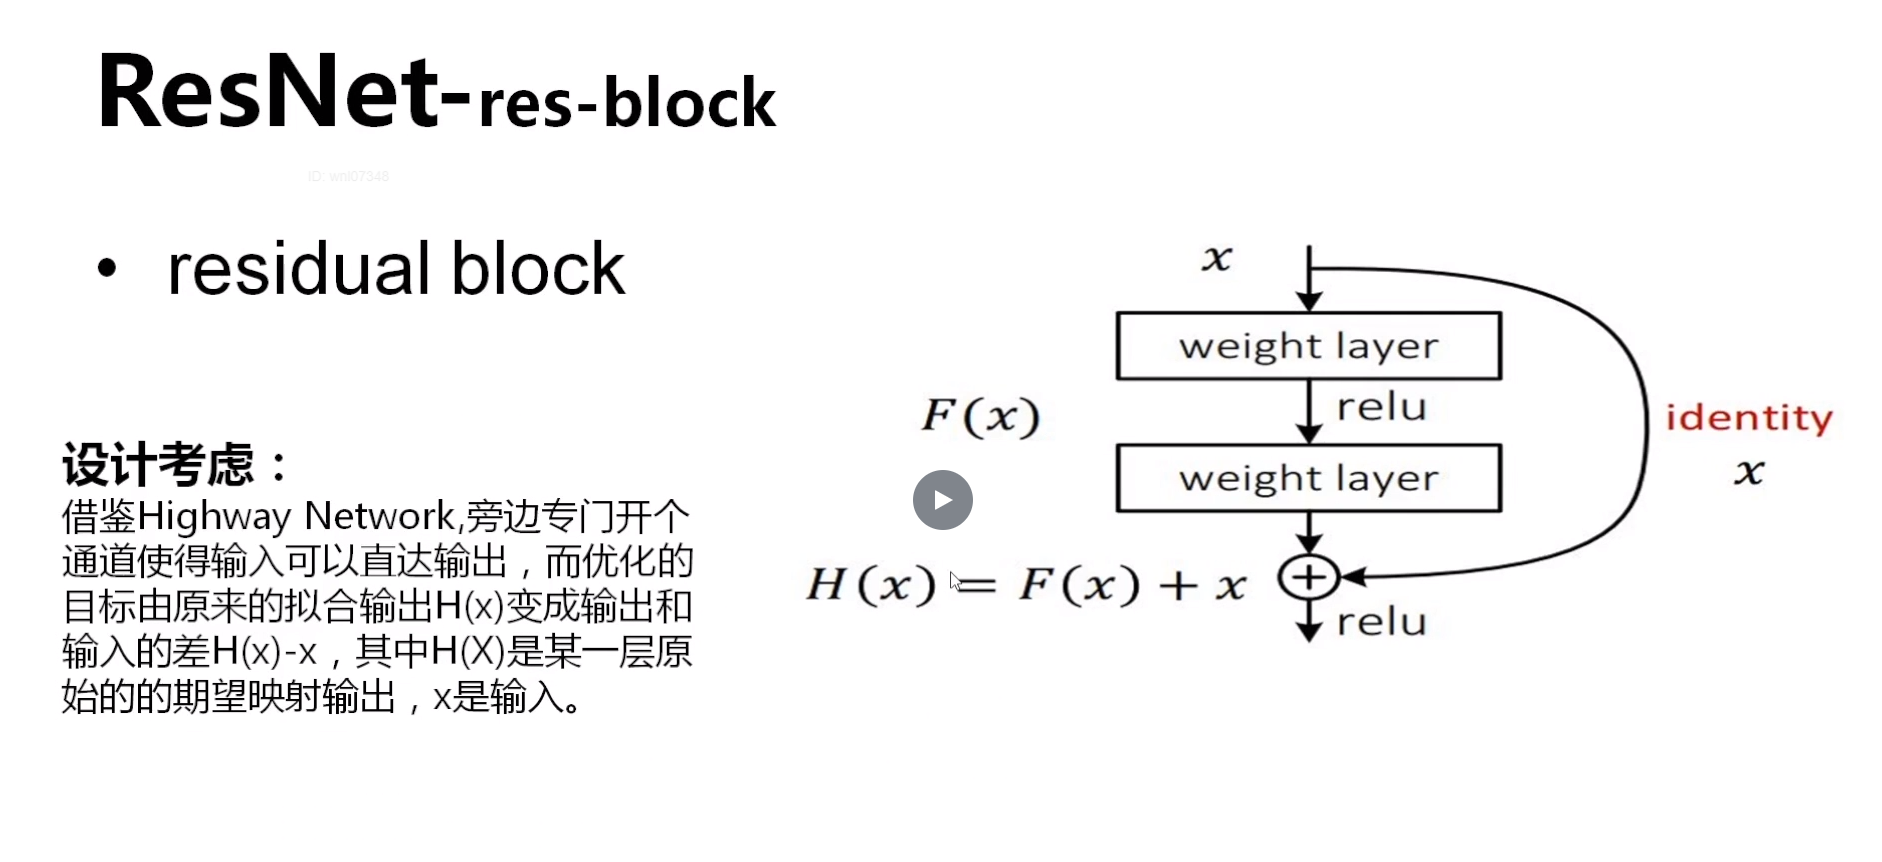 ResNet-res-block
ID: wnf07348
• residual block
设计考虑：
借鉴Highway Network,旁边专门开个
通道使得输入可以直达输出，而优化的
目标由原来的拟合输出H(x)变成输出和
输入的差H(x)-x，其中H(X)是某一层原
始的的期望映射输出，x是输入。
x
weight layer
F(x)
relu
identity
x
weight layer
H(x) = F(x) + x
+
relu